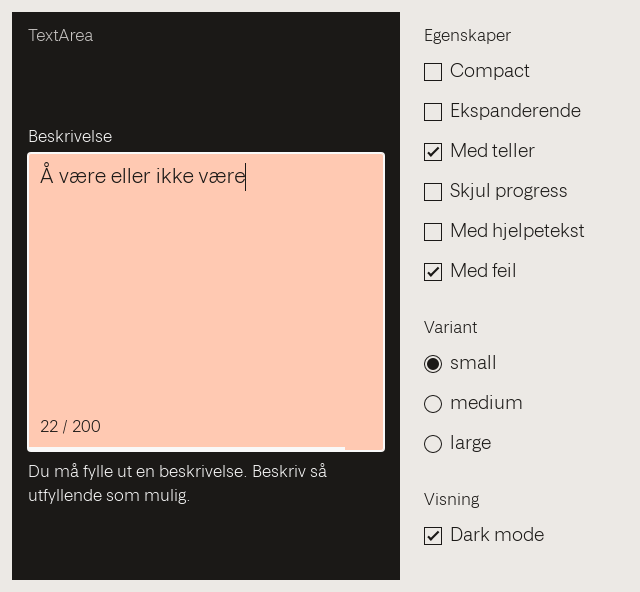 TextArea
Beskrivelse
Å være eller ikke være
22 / 200
Du må fylle ut en beskrivelse. Beskriv så
utfyllende som mulig.
Egenskaper
Compact
Ekspanderende
Med teller
Skjul progress
Med hjelpetekst
Med feil
Variant
small
medium
large
Visning
Dark mode